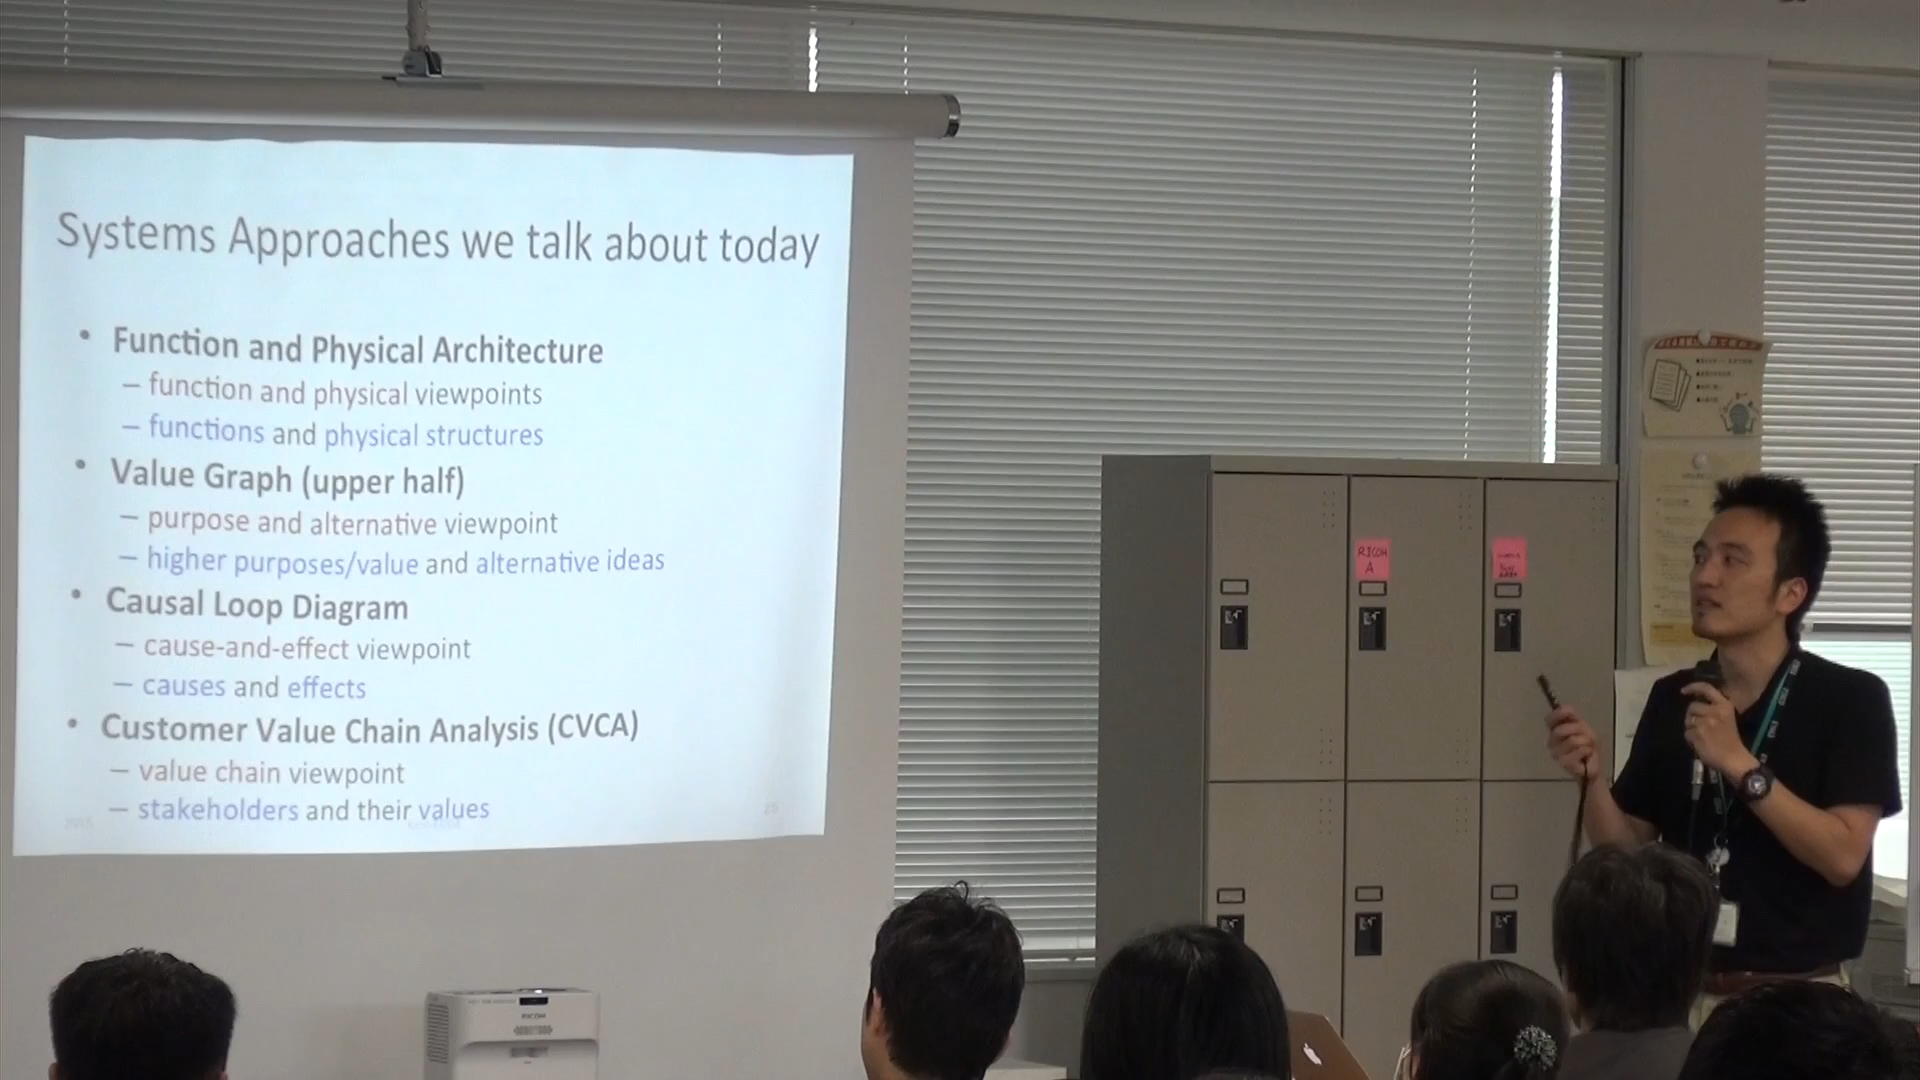 Systems Approaches we talk about today
• Function and Physical Architecture
– function and physical viewpoints
– functions and physical structures
• Value Graph (upper half)
– purpose and alternative viewpoint
– higher purposes/value and alternative ideas
• Causal Loop Diagram
– cause-and-effect viewpoint
– causes and effects
• Customer Value Chain Analysis (CVCA)
– value chain viewpoint
– stakeholders and their values
2015
25
RICOH
A
RICOH